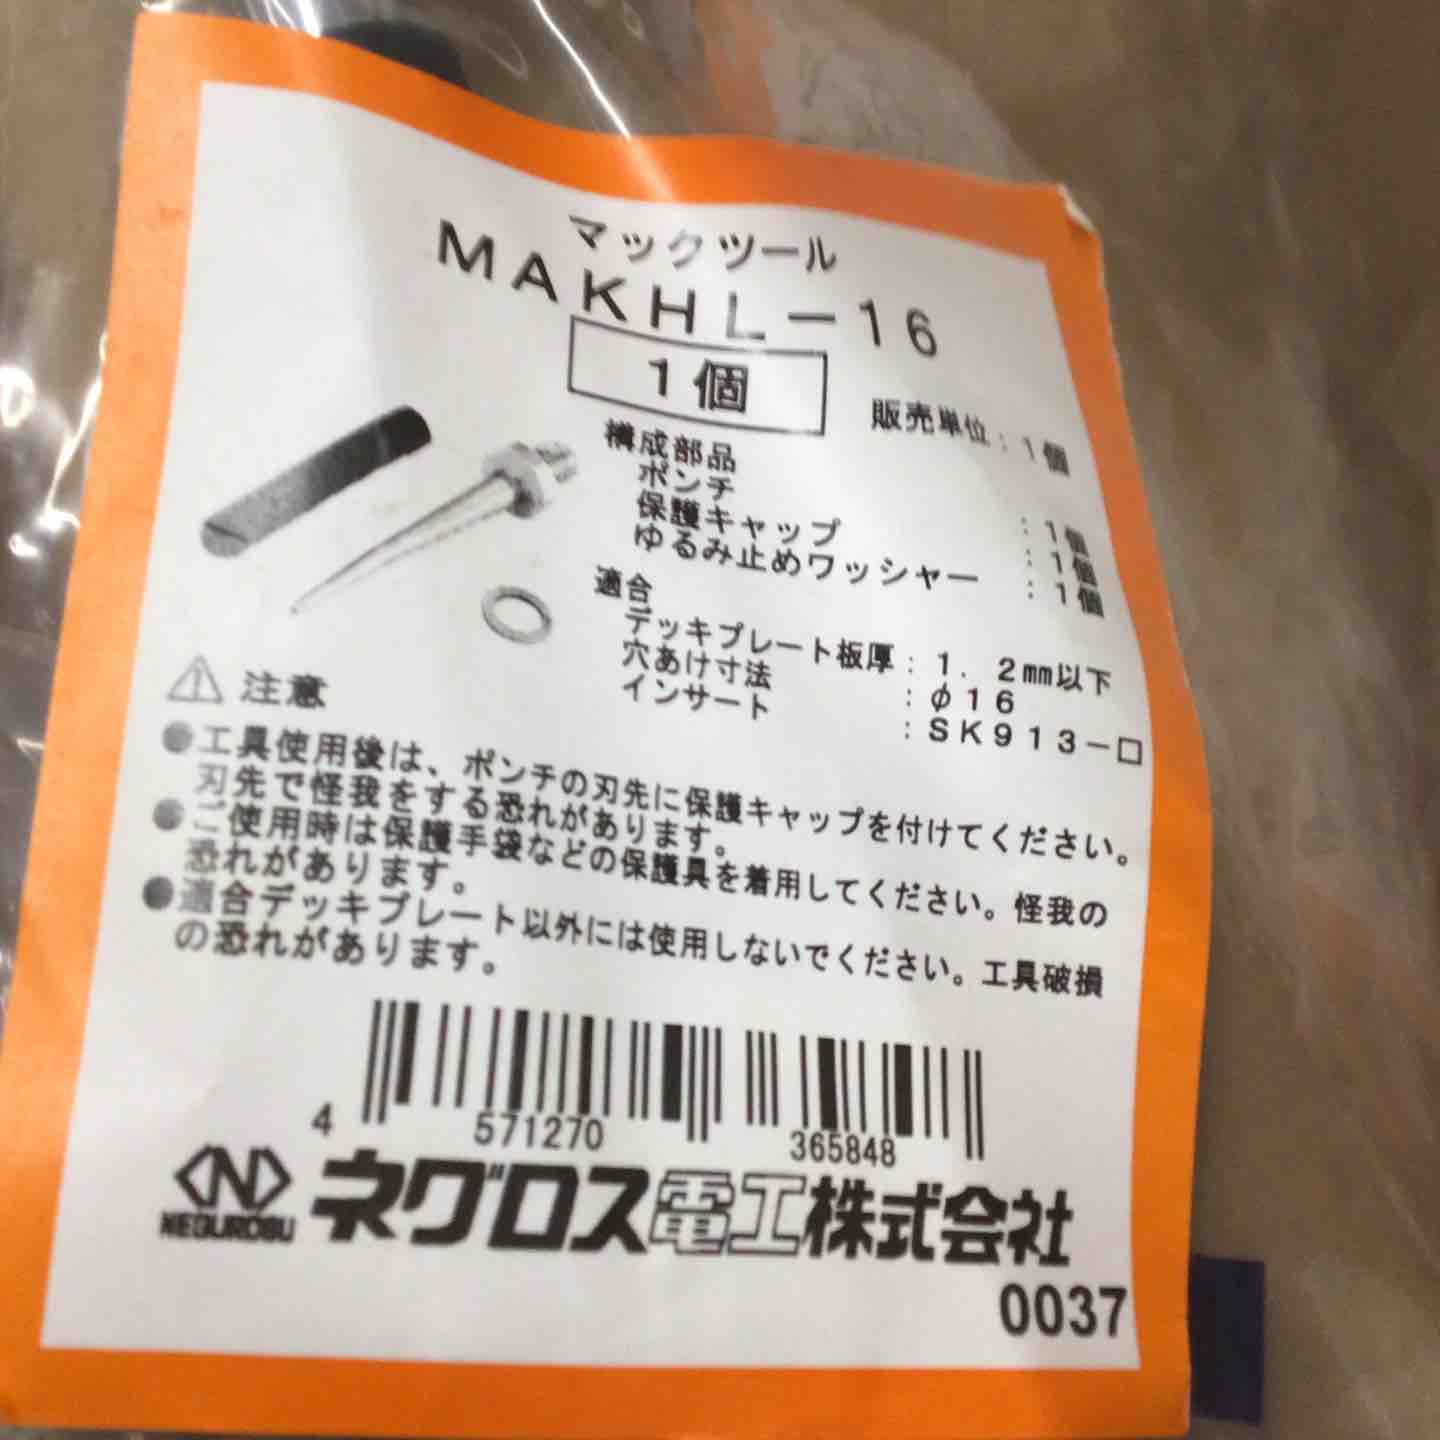 マックツール
MAKHL-16
1個
販売単位:1個
構成部品
ポンチ :1個
保護キャップ :1個
ゆるみ止めワッシャー :1個
適合
デッキプレート板厚:1.2mm以下
穴あけ寸法 :φ16
インサート :SK913-□
⚠注意
●工具使用後は、ポンチの刃先に保護キャップを付けてください。
刃先で怪我をする恐れがあります。
●ご使用時は保護手袋などの保護具を着用してください。怪我の
恐れがあります。
●適合デッキプレート以外には使用しないでください。工具破損
の恐れがあります。
4 571270 365848
NEGUROSU ネグロス電工株式会社
0037